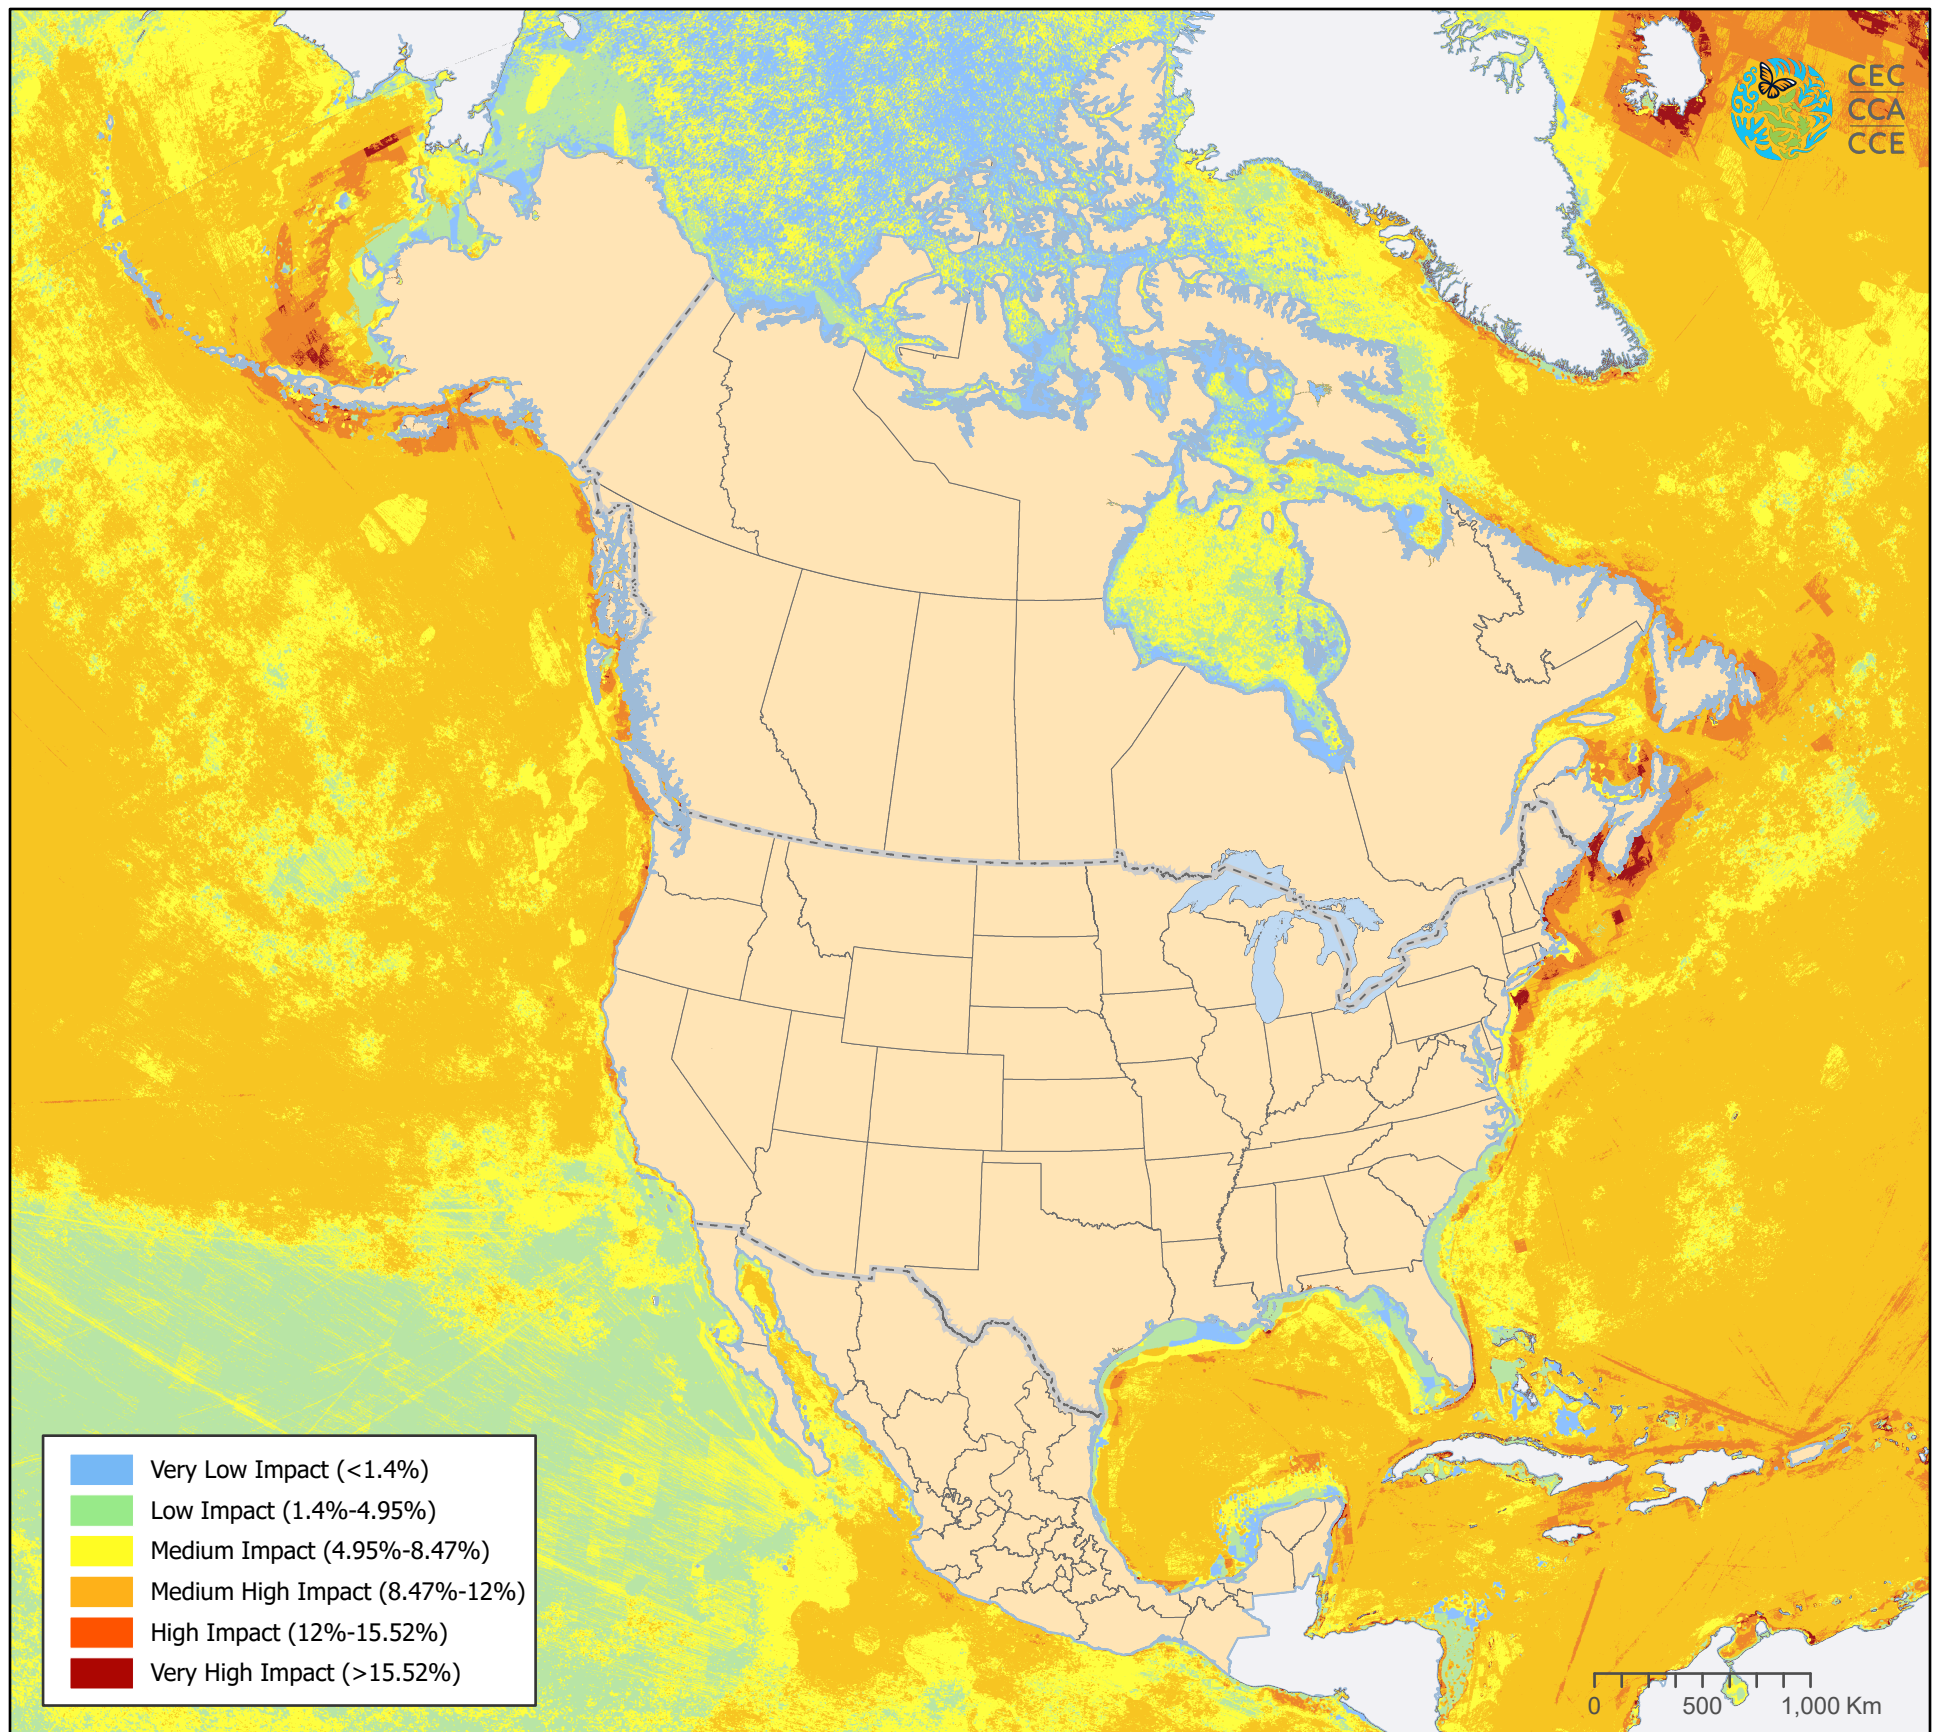 CEC
CCA
CCE
Very Low Impact (<1.4%)
Low Impact (1.4%-4.95%)
Medium Impact (4.95%-8.47%)
Medium High Impact (8.47%-12%)
High Impact (12%-15.52%)
Very High Impact (>15.52%)
0 500 1,000 Km